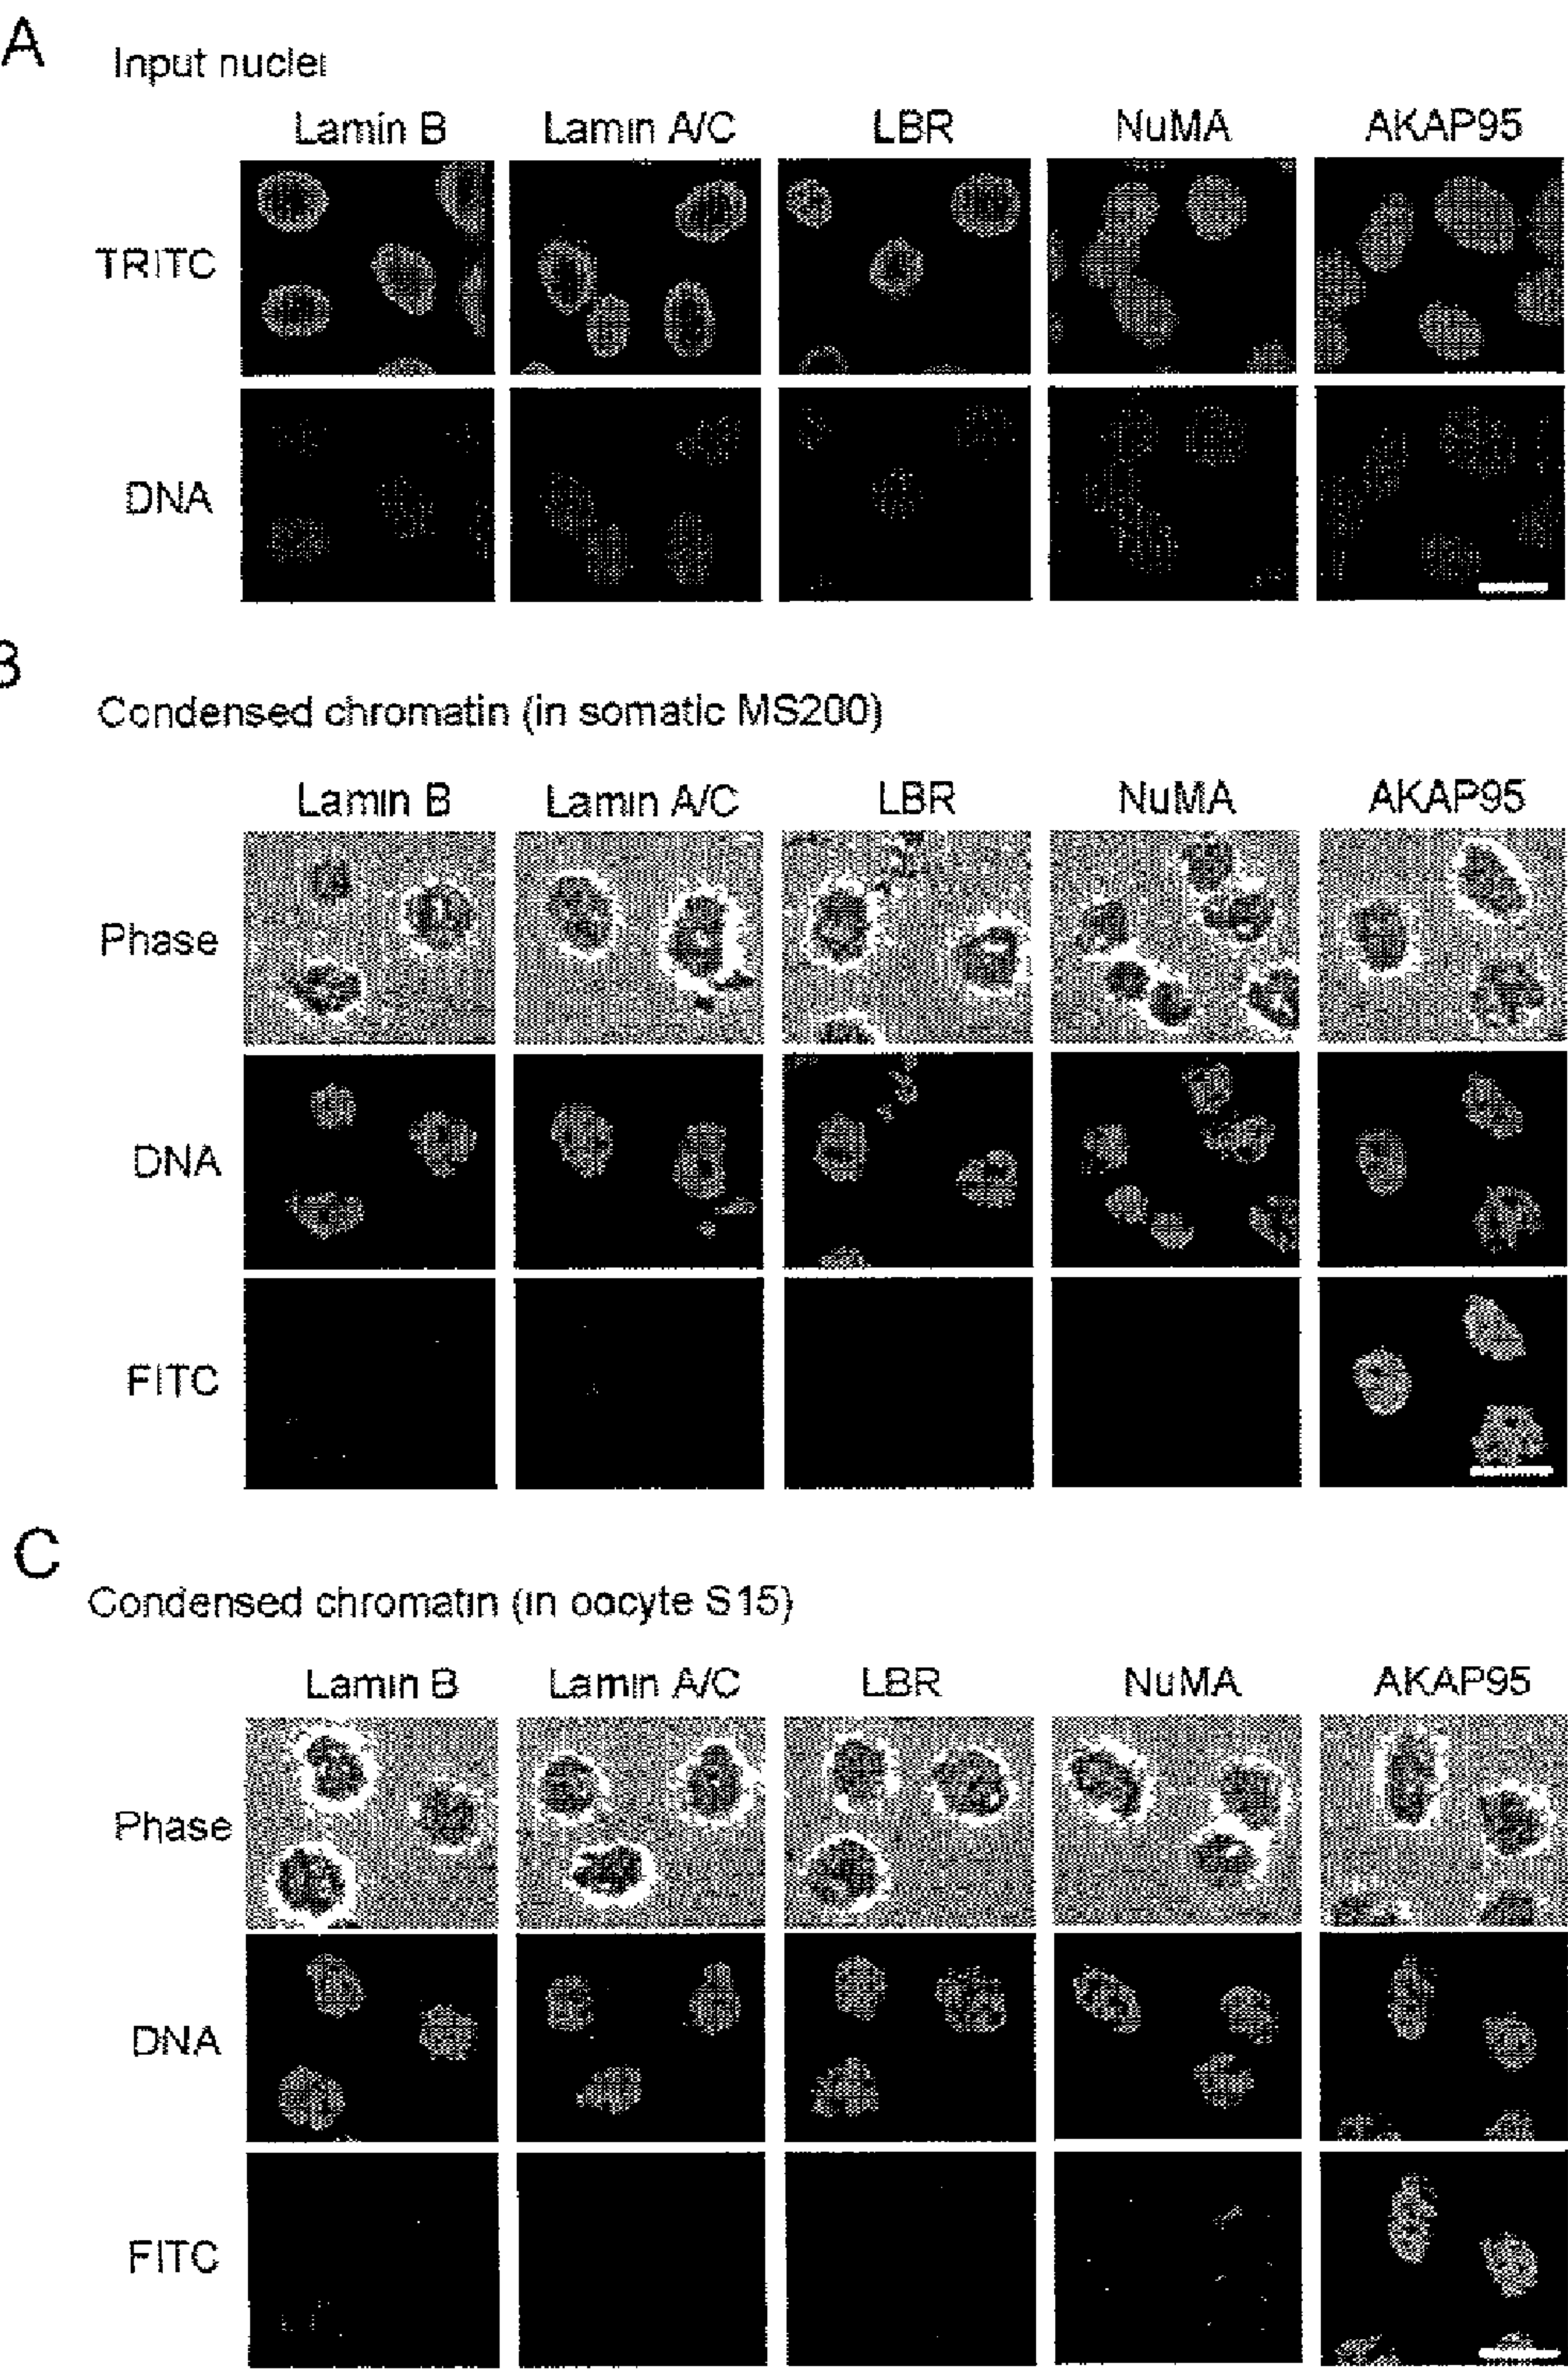 A
Input nuclei
Lamin B Lamin A/C LBR NuMA AKAP95
TRITC
DNA
B
Condensed chromatin (in somatic MS200)
Lamin B Lamin A/C LBR NuMA AKAP95
Phase
DNA
FITC
C
Condensed chromatin (in oocyte S15)
Lamin B Lamin A/C LBR NuMA AKAP95
Phase
DNA
FITC